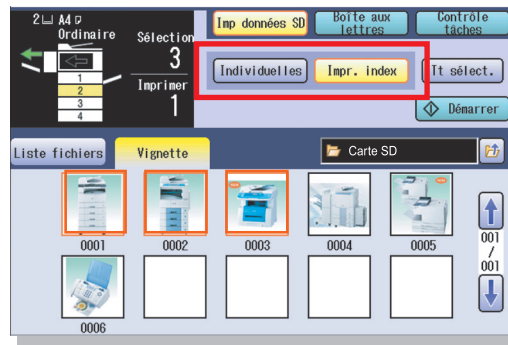 2 A4
Ordinaire
1
2
3
4
Sélection
3
Imprimer
1
Imp données SD
Boîte aux
lettres
Contrôle
tâches
Individuelles
Impr. index
Tt sélect.
Démarrer
Liste fichiers
Vignette
Carte SD
0001
0002
0003
0004
0005
0006
001
/
001